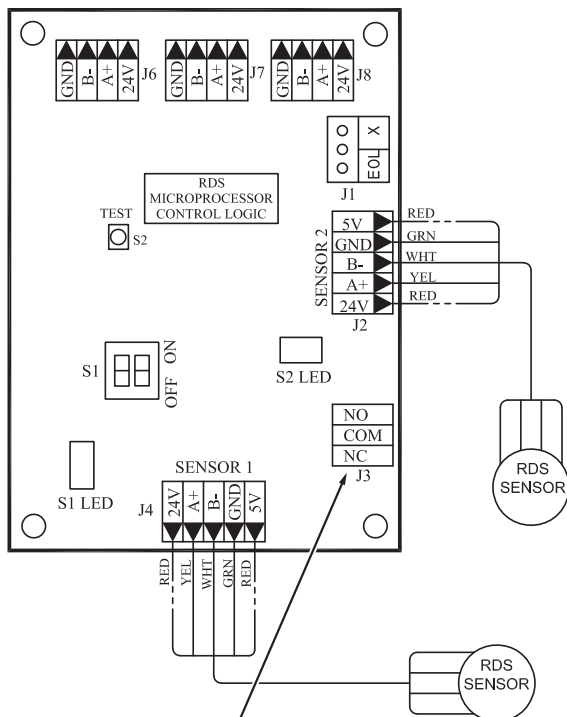 GND B- A+ 24V J6
GND B- A+ 24V J7
GND B- A+ 24V J8
X
EOL
J1
RDS
MICROPROCESSOR
CONTROL LOGIC
TEST
S2
SENSOR 2
5V RED
GND GRN
B- WHT
A+ YEL
24V RED
J2
S1
ON
OFF
S2 LED
NO
COM
NC
J3
RDS
SENSOR
S1 LED
SENSOR 1
J4 24V A+ B- GND 5V
RED YEL WHT GRN RED
RDS
SENSOR